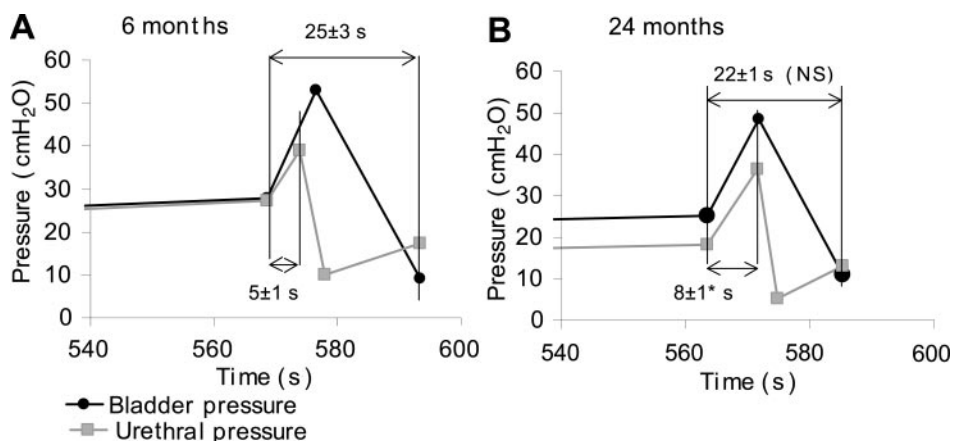 A
6 months
25±3 s
60
50
40
30
20
10
0
Pressure (cmH2O)
5±1 s
540
560
580
600
Time (s)
B
24 months
22±1 s (NS)
60
50
40
30
20
10
0
Pressure (cmH2O)
8±1* s
540
560
580
600
Time (s)
Bladder pressure
Urethral pressure